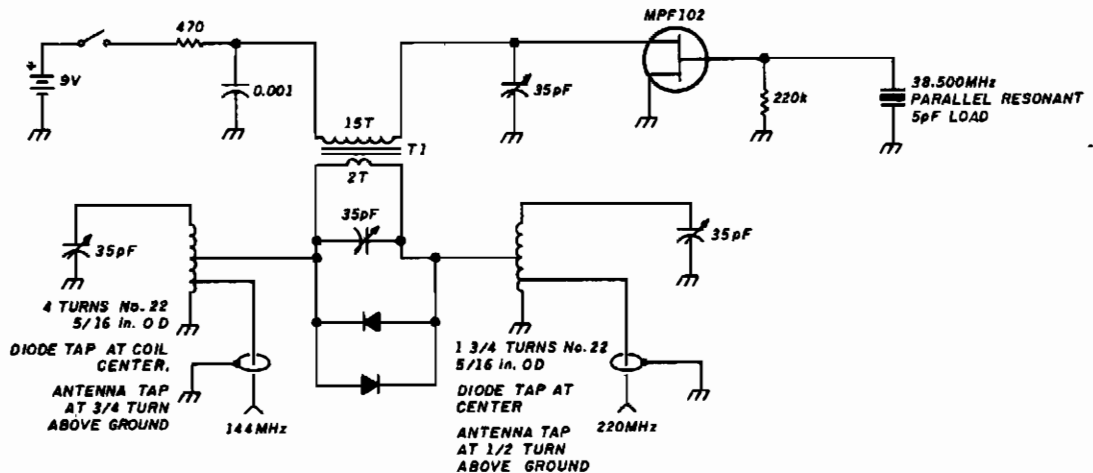 MPF102
470
9V
0.001
35pF
220k
38.500MHz
PARALLEL RESONANT
5pF LOAD
15T
T1
2T
35pF
35pF
35pF
4 TURNS No. 22
5/16 in. OD
DIODE TAP AT COIL
CENTER.
ANTENNA TAP
AT 3/4 TURN
ABOVE GROUND
144MHz
1 3/4 TURNS No. 22
5/16 in. OD
DIODE TAP AT
CENTER
ANTENNA TAP
AT 1/2 TURN
ABOVE GROUND
220MHz